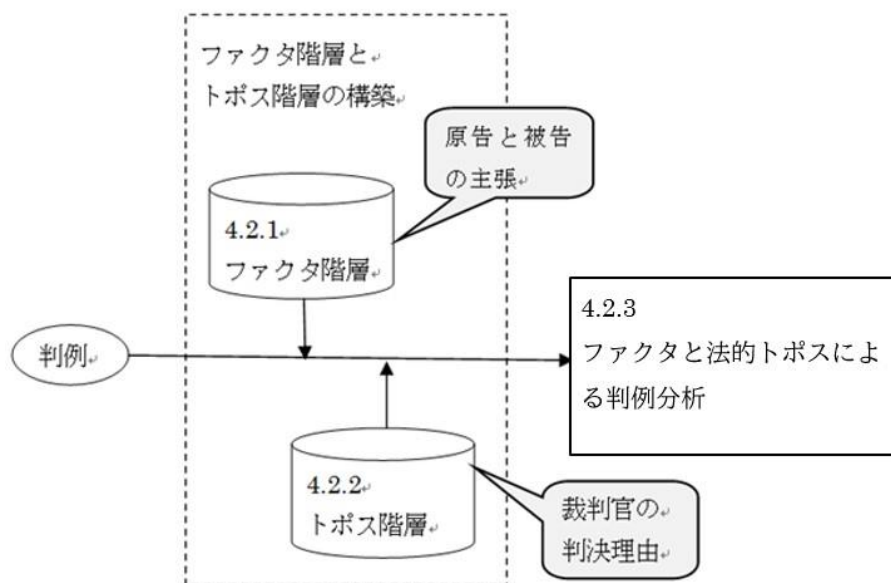 ファクタ階層と
トポス階層の構築
原告と被告
の主張
4.2.1
ファクタ階層
判例
4.2.3
ファクタと法的トポスによ
る判例分析
4.2.2
トポス階層
裁判官の
判決理由